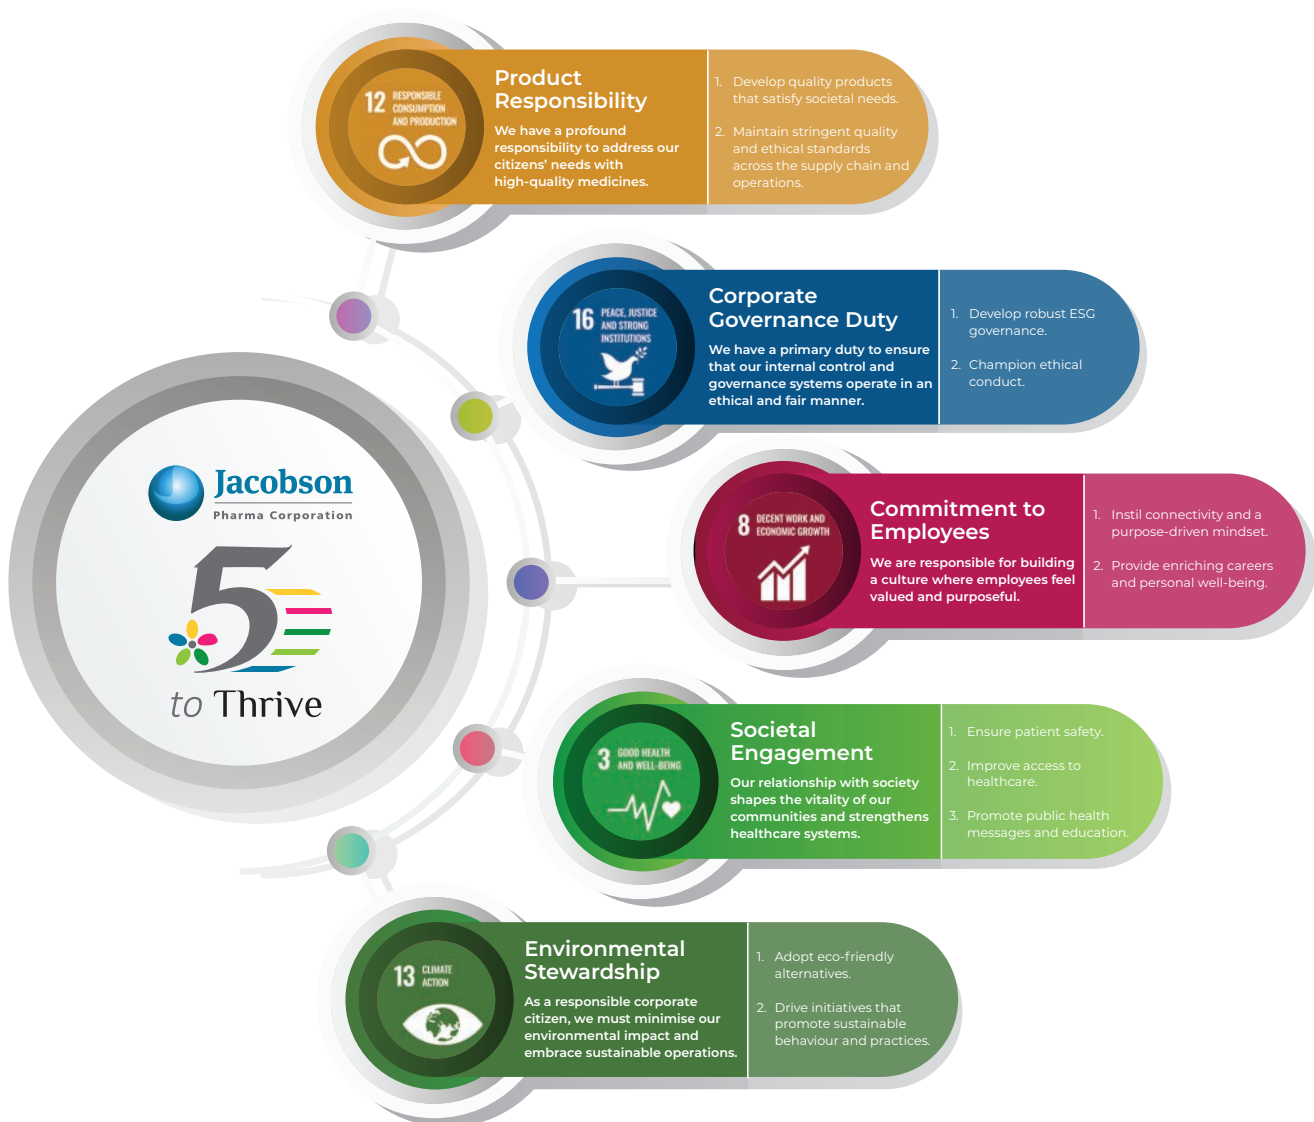 Jacobson
Pharma Corporation
5
to Thrive
12 RESPONSIBLE
CONSUMPTION
AND PRODUCTION
Product
Responsibility
We have a profound
responsibility to address our
citizens’ needs with
high-quality medicines.
1. Develop quality products
that satisfy societal needs.
2. Maintain stringent quality
and ethical standards
across the supply chain and
operations.
16 PEACE, JUSTICE
AND STRONG
INSTITUTIONS
Corporate
Governance Duty
We have a primary duty to ensure
that our internal control and
governance systems operate in an
ethical and fair manner.
1. Develop robust ESG
governance.
2. Champion ethical
conduct.
8 DECENT WORK AND
ECONOMIC GROWTH
Commitment to
Employees
We are responsible for building
a culture where employees feel
valued and purposeful.
1. Instil connectivity and a
purpose-driven mindset.
2. Provide enriching careers
and personal well-being.
3 GOOD HEALTH
AND WELL-BEING
Societal
Engagement
Our relationship with society
shapes the vitality of our
communities and strengthens
healthcare systems.
1. Ensure patient safety.
2. Improve access to
healthcare.
3. Promote public health
messages and education.
13 CLIMATE
ACTION
Environmental
Stewardship
As a responsible corporate
citizen, we must minimise our
environmental impact and
embrace sustainable operations.
1. Adopt eco-friendly
alternatives.
2. Drive initiatives that
promote sustainable
behaviour and practices.